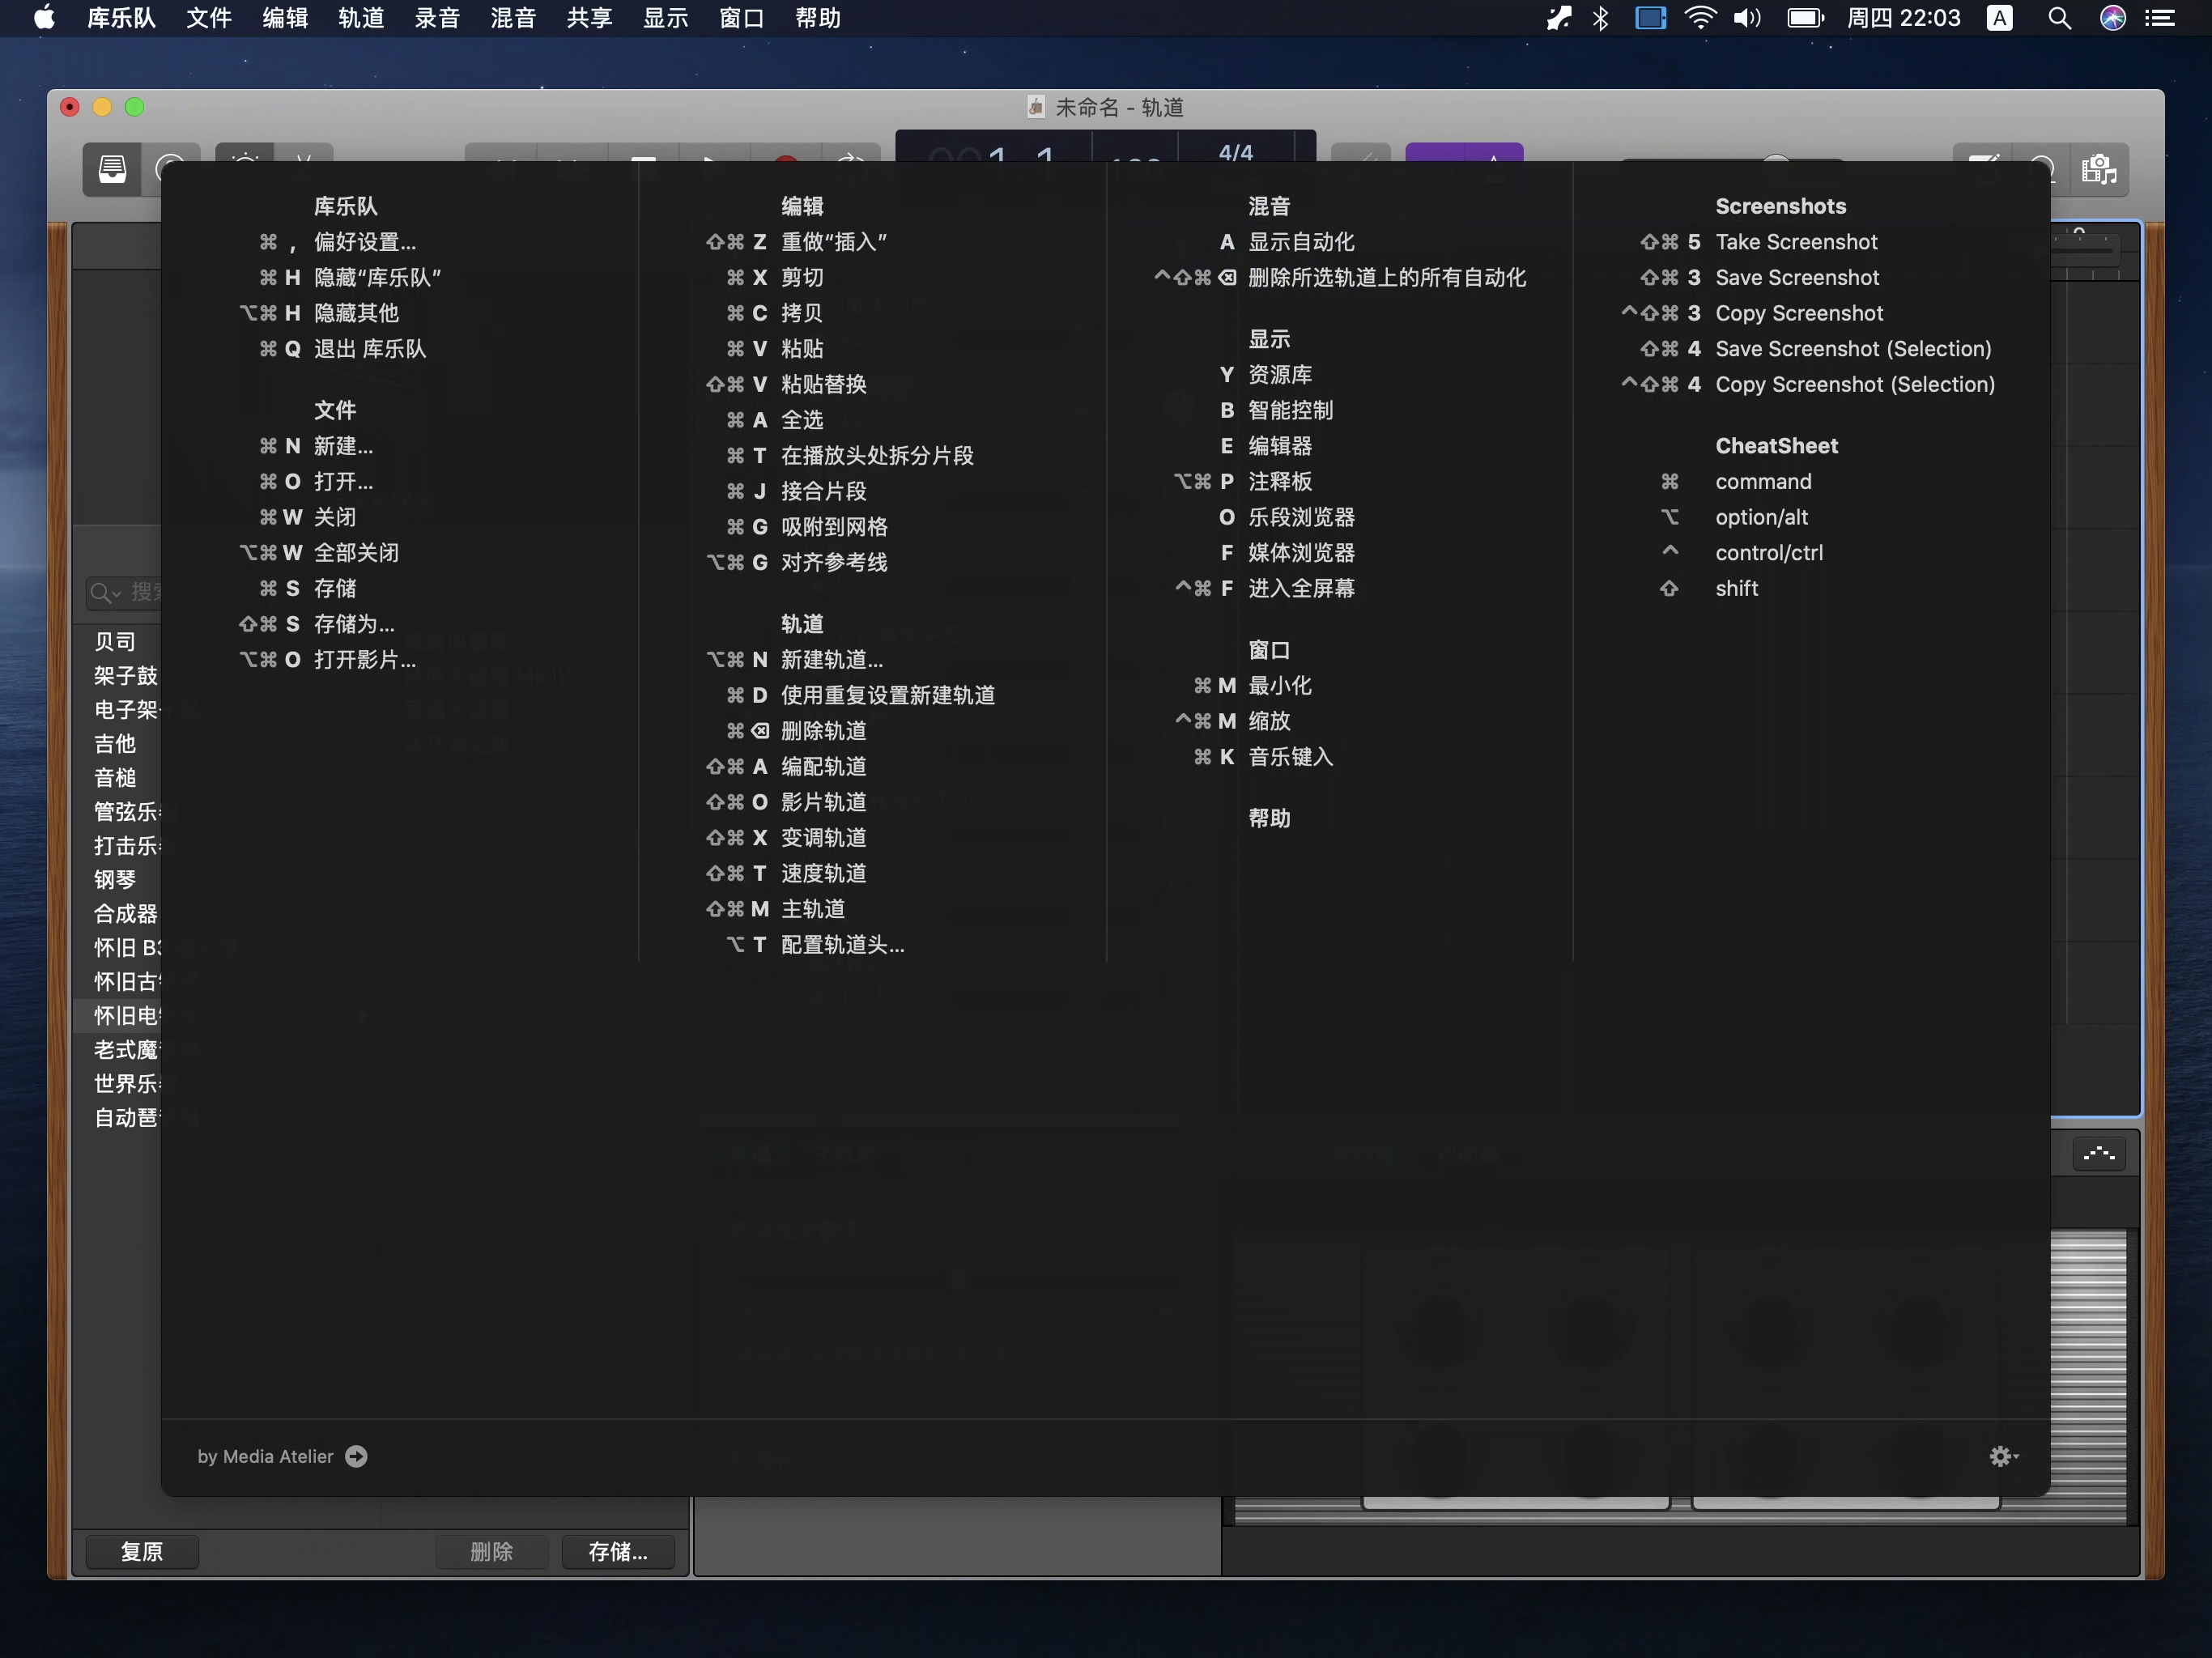 库乐队 文件 编辑 轨道 录音 混音 共享 显示 窗口 帮助 周四 22:03 A
未命名 - 轨道
4/4
库乐队
⌘ , 偏好设置...
⌘ H 隐藏“库乐队”
⌥⌘ H 隐藏其他
⌘ Q 退出 库乐队
文件
⌘ N 新建...
⌘ O 打开...
⌘ W 关闭
⌥⌘ W 全部关闭
⌘ S 存储
⇧⌘ S 存储为...
⌥⌘ O 打开影片...
编辑
⇧⌘ Z 重做“插入”
⌘ X 剪切
⌘ C 拷贝
⌘ V 粘贴
⇧⌘ V 粘贴替换
⌘ A 全选
⌘ T 在播放头处拆分片段
⌘ J 接合片段
⌘ G 吸附到网格
⌥⌘ G 对齐参考线
轨道
⌥⌘ N 新建轨道...
⌘ D 使用重复设置新建轨道
⌘ ⌫ 删除轨道
⇧⌘ A 编配轨道
⇧⌘ O 影片轨道
⇧⌘ X 变调轨道
⇧⌘ T 速度轨道
⇧⌘ M 主轨道
⌥ T 配置轨道头...
混音
A 显示自动化
^⇧⌘ ⌫ 删除所选轨道上的所有自动化
显示
Y 资源库
B 智能控制
E 编辑器
⌥⌘ P 注释板
O 乐段浏览器
F 媒体浏览器
^⌘ F 进入全屏幕
窗口
⌘ M 最小化
^⌘ M 缩放
⌘ K 音乐键入
帮助
Screenshots
⇧⌘ 5 Take Screenshot
⇧⌘ 3 Save Screenshot
^⇧⌘ 3 Copy Screenshot
⇧⌘ 4 Save Screenshot (Selection)
^⇧⌘ 4 Copy Screenshot (Selection)
CheatSheet
⌘ command
⌥ option/alt
^ control/ctrl
⇧ shift
搜
贝司
架子鼓
电子架
吉他
音槌
管弦乐
打击乐
钢琴
合成器
怀旧 B3
怀旧古
怀旧电
老式魔
世界乐
自动琶
by Media Atelier
复原 删除 存储...